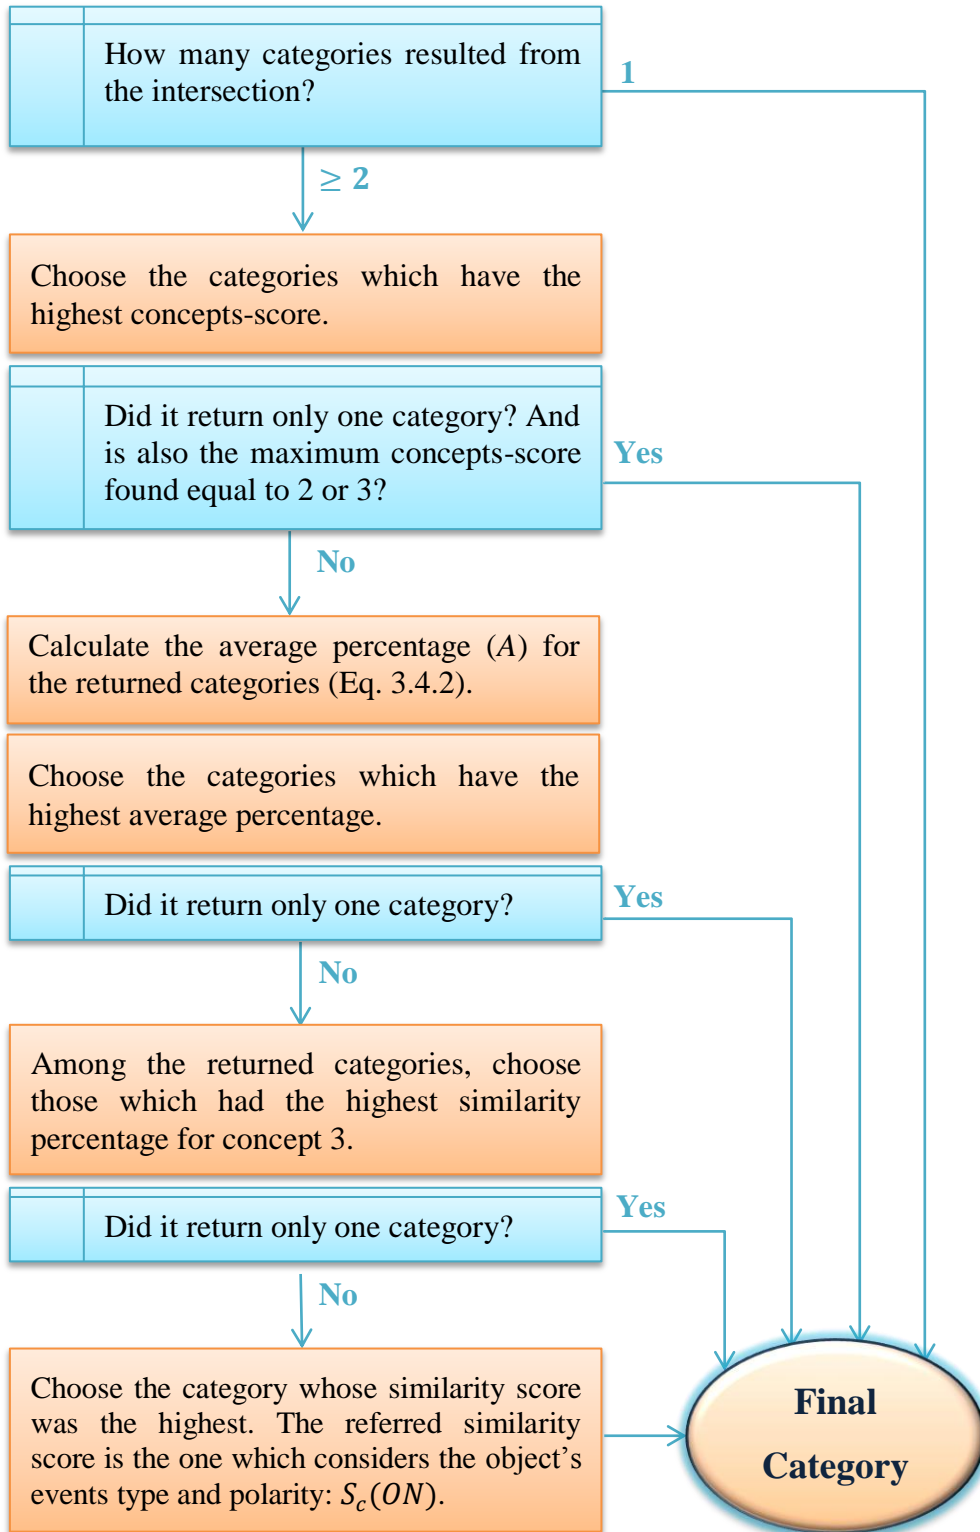 How many categories resulted from
the intersection?
1
≥ 2
Choose the categories which have the
highest concepts-score.
Did it return only one category? And
is also the maximum concepts-score
found equal to 2 or 3?
Yes
No
Calculate the average percentage (A) for
the returned categories (Eq. 3.4.2).
Choose the categories which have the
highest average percentage.
Did it return only one category?
Yes
No
Among the returned categories, choose
those which had the highest similarity
percentage for concept 3.
Did it return only one category?
Yes
No
Choose the category whose similarity score
was the highest. The referred similarity
score is the one which considers the object’s
events type and polarity: S_c(ON).
Final
Category